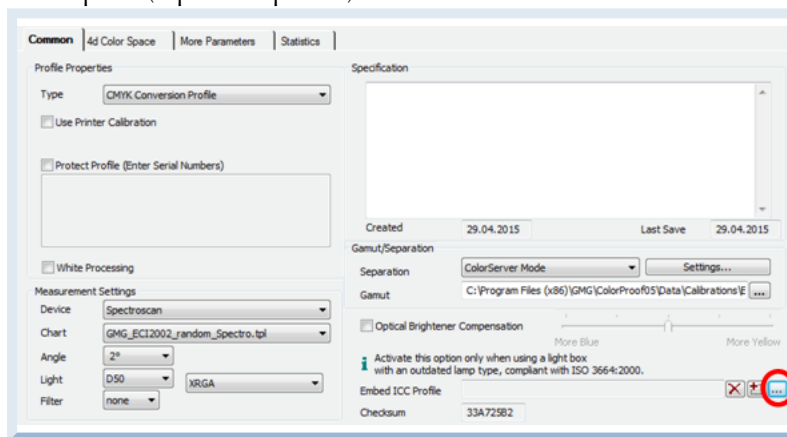 Common 4d Color Space More Parameters Statistics
Profile Properties
Type CMYK Conversion Profile
Use Printer Calibration
Protect Profile (Enter Serial Numbers)
White Processing
Measurement Settings
Device Spectroscan
Chart GMG_ECI2002_random_Spectro.tpl
Angle 2°
Light D50 XRGA
Filter none
Specification
Created 29.04.2015 Last Save 29.04.2015
Gamut/Separation
Separation ColorServer Mode Settings...
Gamut C:\Program Files (x86)\GMG\ColorProof05\Data\Calibrations\E ...
Optical Brightener Compensation
More Blue More Yellow
Activate this option only when using a light box
with an outdated lamp type, compliant with ISO 3664:2000.
Embed ICC Profile ...
Checksum 33A725B2